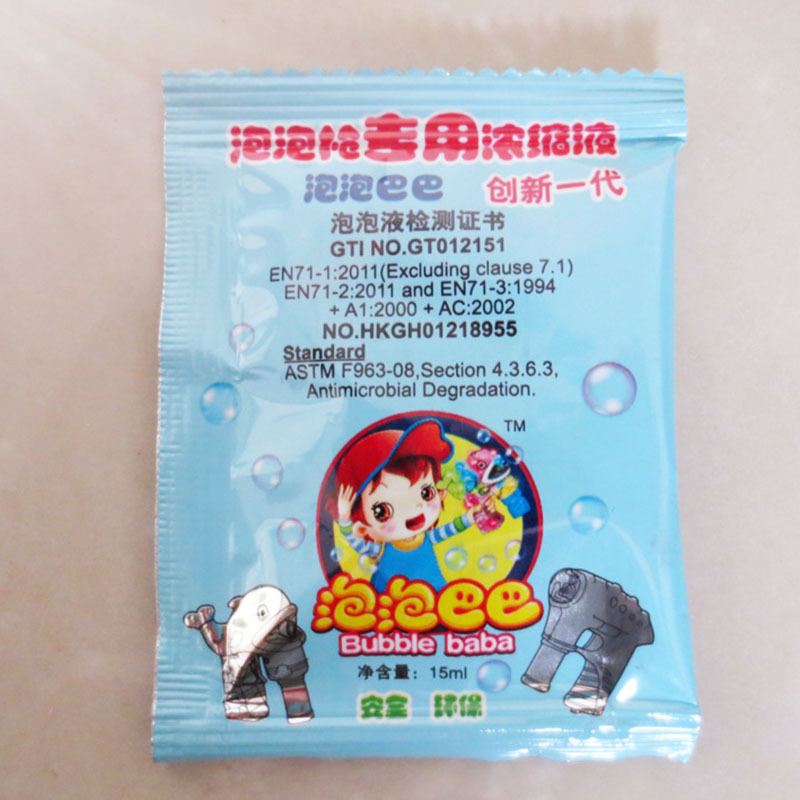 泡泡枪专用浓缩液
泡泡巴巴 创新一代
泡泡液检测证书
GTI NO.GT012151
EN71-1:2011(Excluding clause 7.1)
EN71-2:2011 and EN71-3:1994
+ A1:2000 + AC:2002
NO.HKGH01218955
Standard
ASTM F963-08,Section 4.3.6.3,
Antimicrobial Degradation.
TM
泡泡巴巴
Bubble baba
净含量：15ml
安全 环保